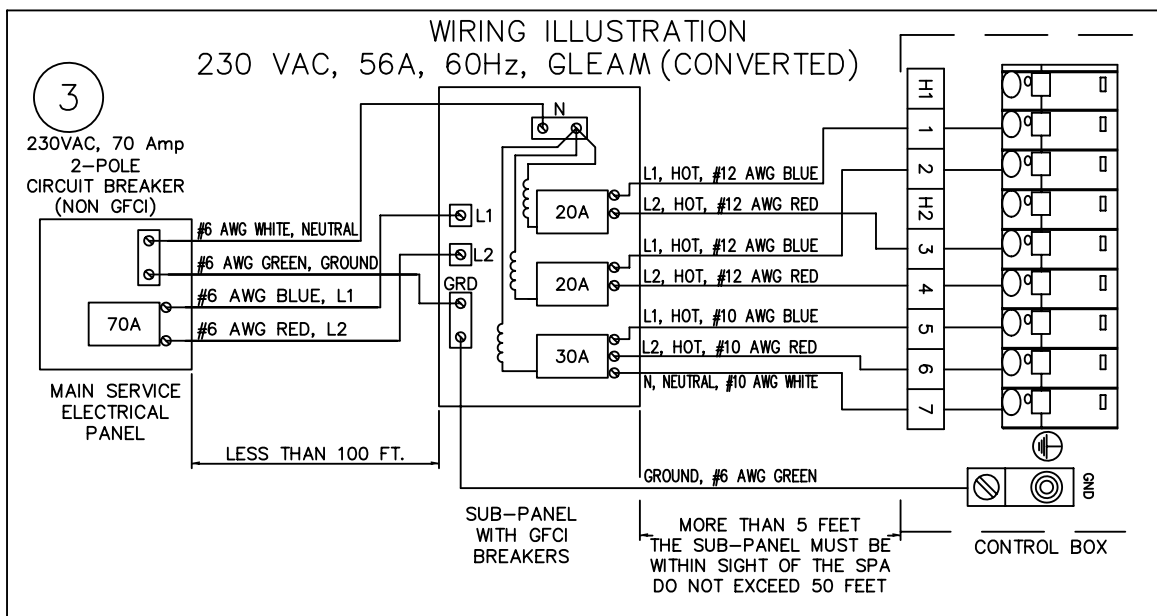 WIRING ILLUSTRATION
230 VAC, 56A, 60Hz, GLEAM (CONVERTED)
3
230VAC, 70 Amp
2-POLE
CIRCUIT BREAKER
(NON GFCI)
#6 AWG WHITE, NEUTRAL
#6 AWG GREEN, GROUND
#6 AWG BLUE, L1
#6 AWG RED, L2
70A
MAIN SERVICE
ELECTRICAL
PANEL
LESS THAN 100 FT.
N
L1
L2
GRD
20A
20A
30A
SUB-PANEL
WITH GFCI
BREAKERS
L1, HOT, #12 AWG BLUE
L2, HOT, #12 AWG RED
L1, HOT, #12 AWG BLUE
L2, HOT, #12 AWG RED
L1, HOT, #10 AWG BLUE
L2, HOT, #10 AWG RED
N, NEUTRAL, #10 AWG WHITE
GROUND, #6 AWG GREEN
MORE THAN 5 FEET
THE SUB-PANEL MUST BE
WITHIN SIGHT OF THE SPA
DO NOT EXCEED 50 FEET
H1
1
2
H2
3
4
5
6
7
GND
CONTROL BOX